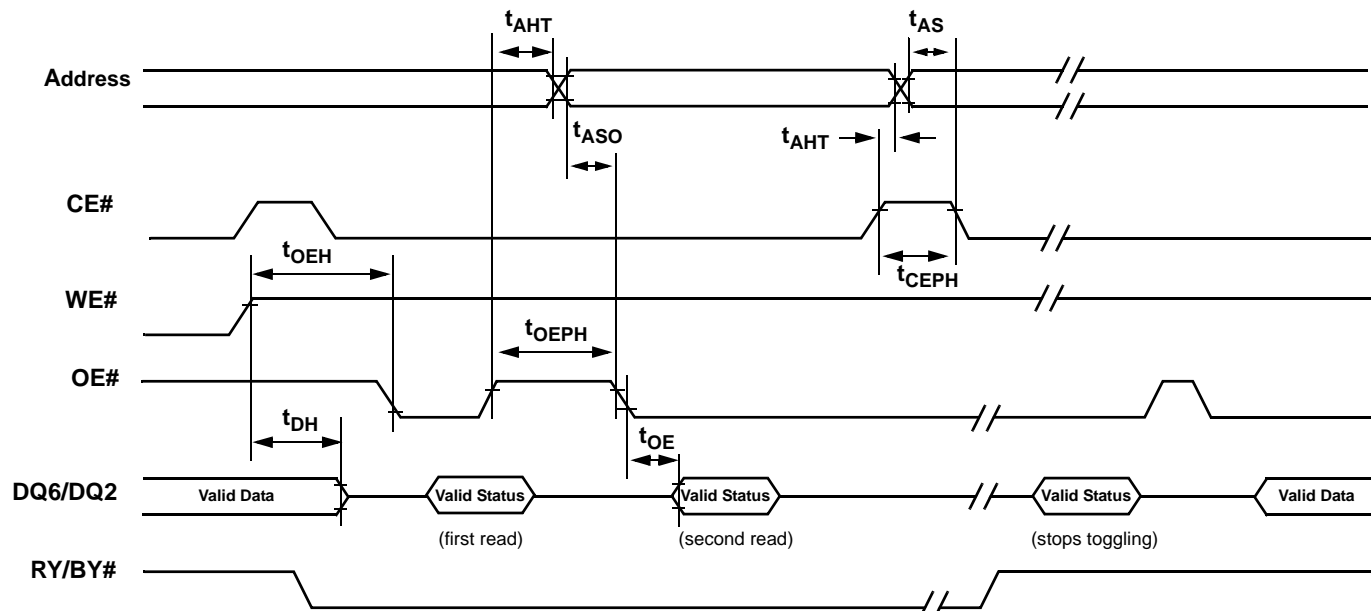 tAHT tAS
Address
tASO tAHT
CE#
tOEH tCEPH
WE#
tOEPH
OE#
tDH tOE
DQ6/DQ2 Valid Data Valid Status Valid Status Valid Status Valid Data
(first read) (second read) (stops toggling)
RY/BY#